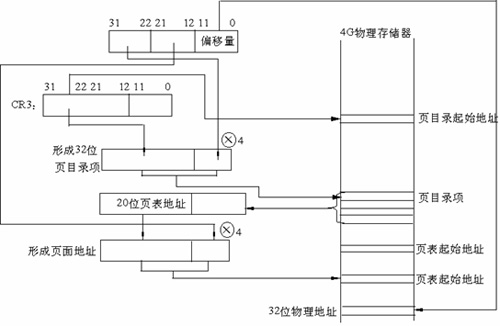 31 22 21 12 11 0
偏移量
4G物理存储器
31 22 21 12 11 0
CR3:
页目录起始地址
4
形成32位
页目录项
20位页表地址
页目录项
4
形成页面地址
页表起始地址
页表起始地址
32位物理地址